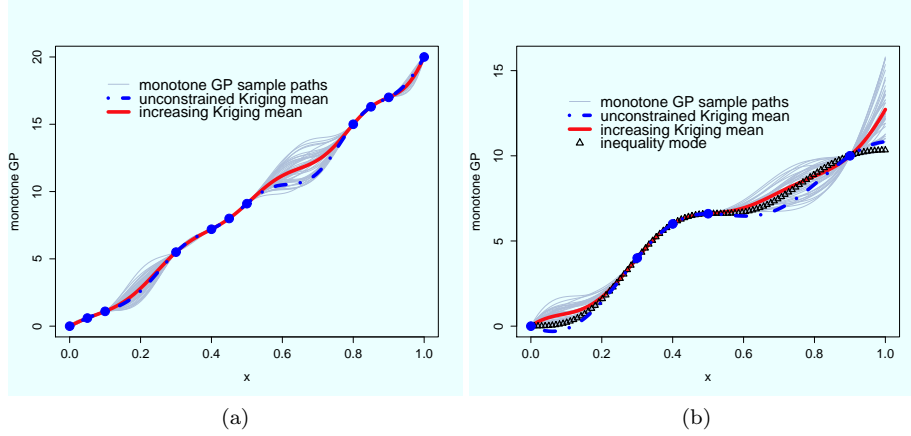 monotone GP sample paths
unconstrained Kriging mean
increasing Kriging mean
monotone GP
0
5
10
15
20
0.0
0.2
0.4
0.6
0.8
1.0
x
(a)
monotone GP sample paths
unconstrained Kriging mean
increasing Kriging mean
inequality mode
monotone GP
0
5
10
15
0.0
0.2
0.4
0.6
0.8
1.0
x
(b)